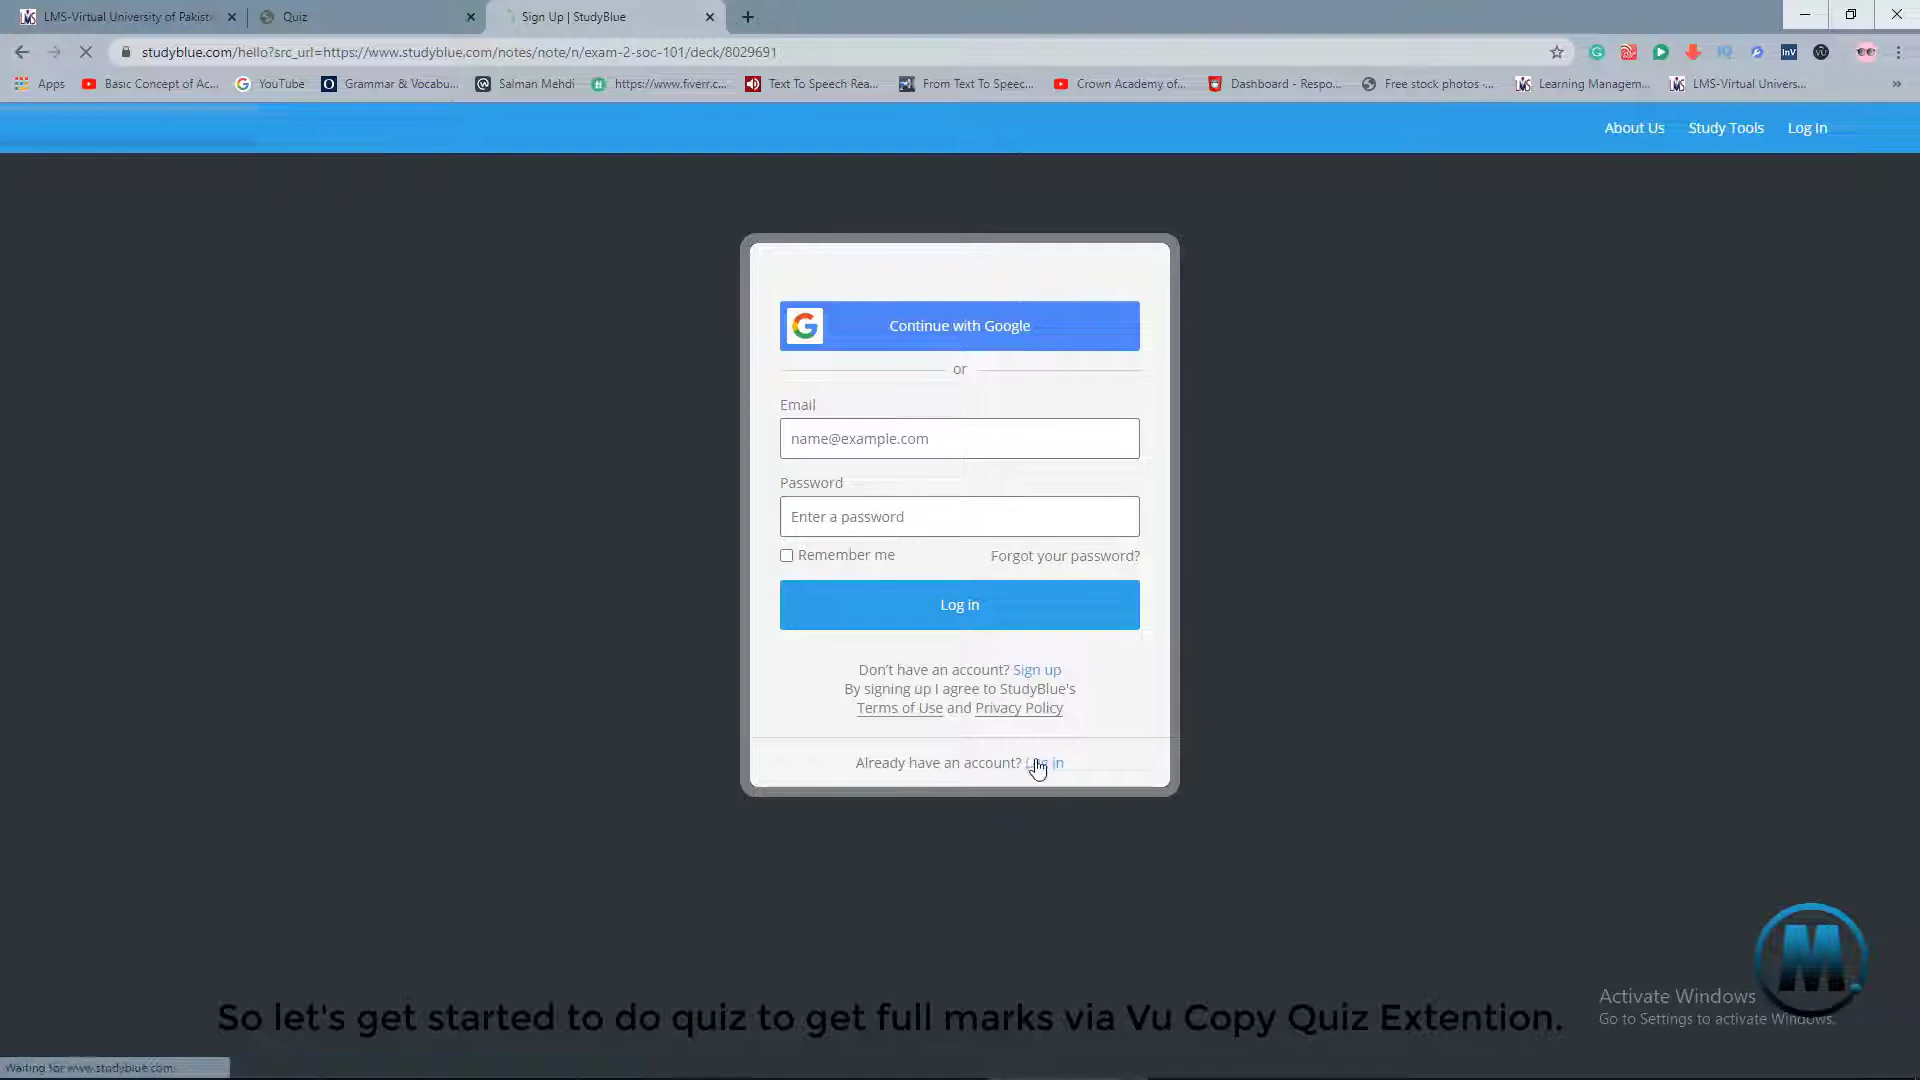 LMS-Virtual University of Pakist
Quiz
Sign Up | StudyBlue
studyblue.com/hello?src_url=https://www.studyblue.com/notes/note/n/exam-2-soc-101/deck/8029691
Apps
Basic Concept of Ac...
YouTube
Grammar & Vocabu...
Salman Mehdi
https://www.fiverr.c...
Text To Speech Rea...
From Text To Speec...
Crown Academy of...
Dashboard - Respo...
Free stock photos -...
Learning Managem...
LMS-Virtual Univers...
About Us
Study Tools
Log In
Continue with Google
or
Email
name@example.com
Password
Enter a password
Remember me
Forgot your password?
Log in
Don't have an account? Sign up
By signing up I agree to StudyBlue's
Terms of Use and Privacy Policy
Already have an account? Log in
M.
Activate Windows
Go to Settings to activate Windows.
So let's get started to do quiz to get full marks via Vu Copy Quiz Extention.
Waiting for www.studyblue.com